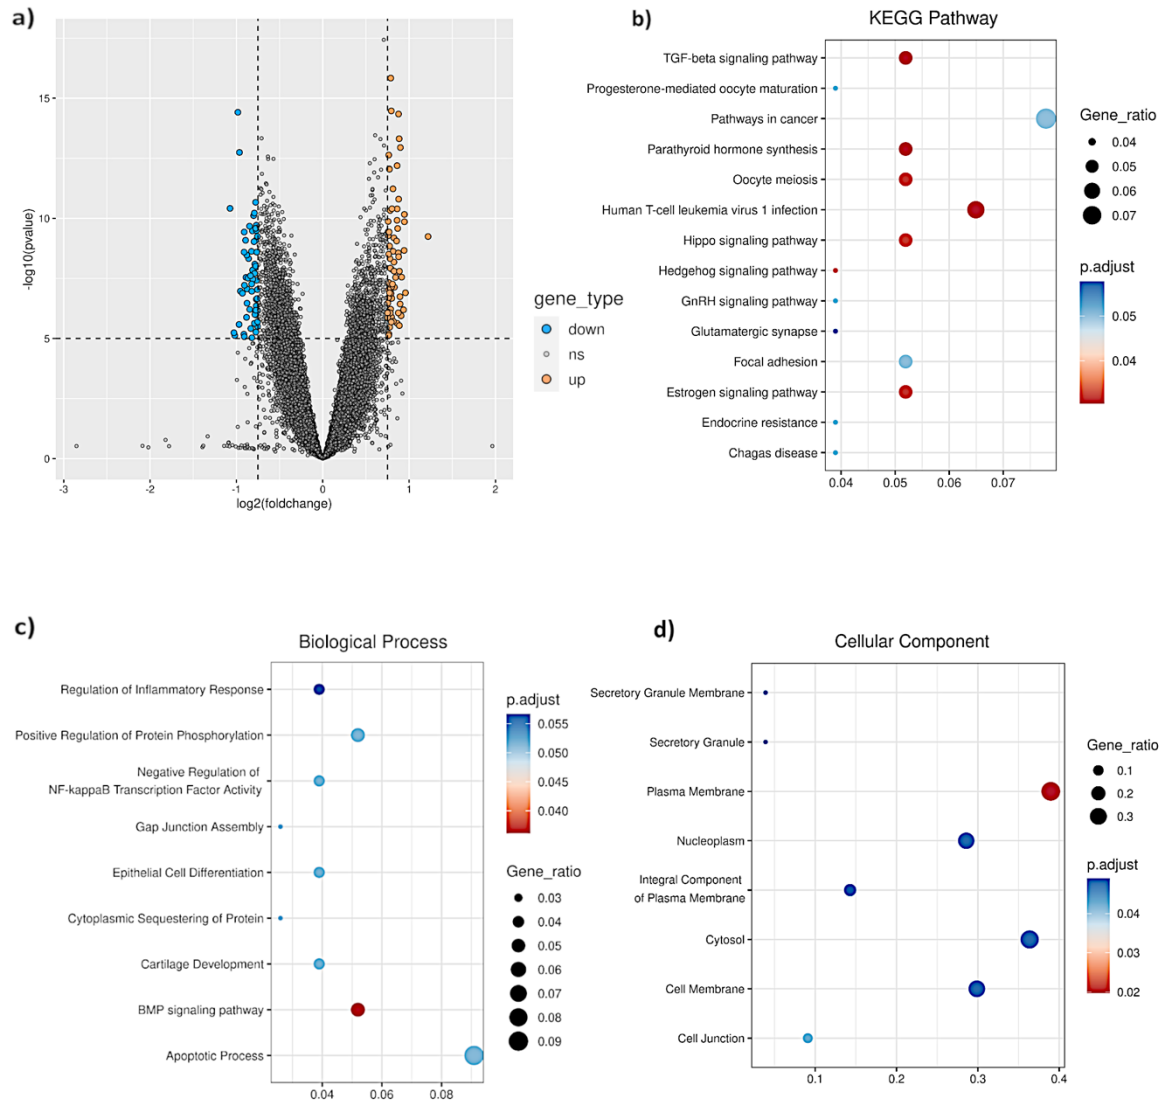 a)
15
10
5
0
-log10(pvalue)
-3
-2
-1
0
1
2
log2(foldchange)
gene_type
down
ns
up
b)
KEGG Pathway
TGF-beta signaling pathway
Progesterone-mediated oocyte maturation
Pathways in cancer
Parathyroid hormone synthesis
Oocyte meiosis
Human T-cell leukemia virus 1 infection
Hippo signaling pathway
Hedgehog signaling pathway
GnRH signaling pathway
Glutamatergic synapse
Focal adhesion
Estrogen signaling pathway
Endocrine resistance
Chagas disease
0.04
0.05
0.06
0.07
Gene_ratio
0.04
0.05
0.06
0.07
p.adjust
0.05
0.04
c)
Biological Process
Regulation of Inflammatory Response
Positive Regulation of Protein Phosphorylation
Negative Regulation of
NF-kappaB Transcription Factor Activity
Gap Junction Assembly
Epithelial Cell Differentiation
Cytoplasmic Sequestering of Protein
Cartilage Development
BMP signaling pathway
Apoptotic Process
0.04
0.06
0.08
p.adjust
0.055
0.050
0.045
0.040
Gene_ratio
0.03
0.04
0.05
0.06
0.07
0.08
0.09
d)
Cellular Component
Secretory Granule Membrane
Secretory Granule
Plasma Membrane
Nucleoplasm
Integral Component
of Plasma Membrane
Cytosol
Cell Membrane
Cell Junction
0.1
0.2
0.3
0.4
Gene_ratio
0.1
0.2
0.3
p.adjust
0.04
0.03
0.02